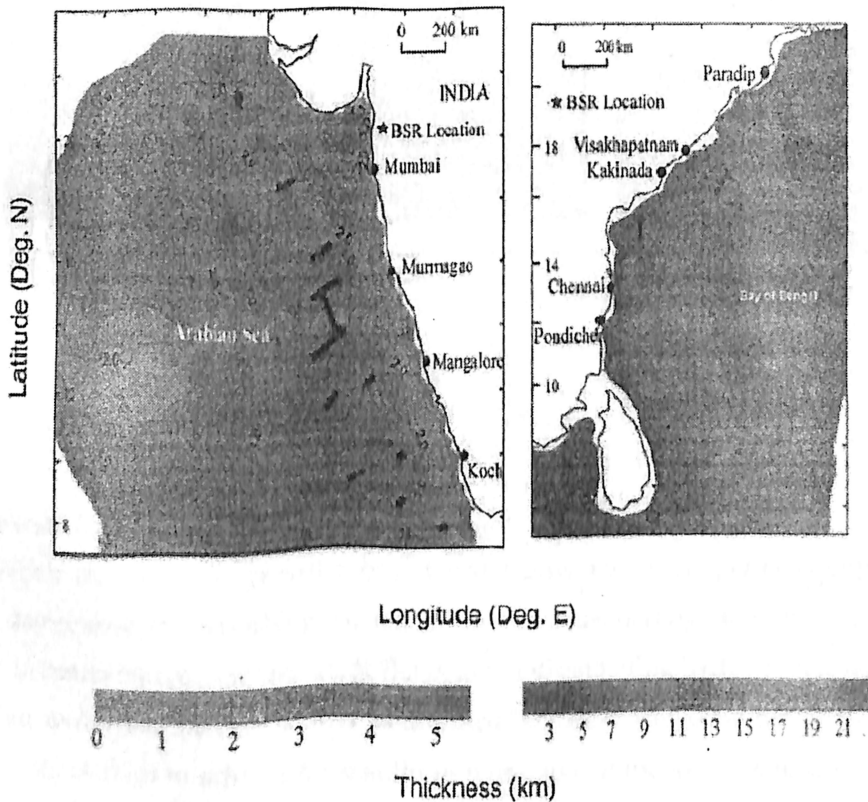 0 200 km
INDIA
BSR Location
Mumbai
Murmagao
Arabian Sea
Mangalore
Koch
8
0 200 km
Paradip
BSR Location
18
Visakhapatnam
Kakinada
14
Chennai
Bay of Bengal
Pondicher
10
Latitude (Deg. N)
Longitude (Deg. E)
0 1 2 3 4 5
3 5 7 9 11 13 15 17 19 21
Thickness (km)